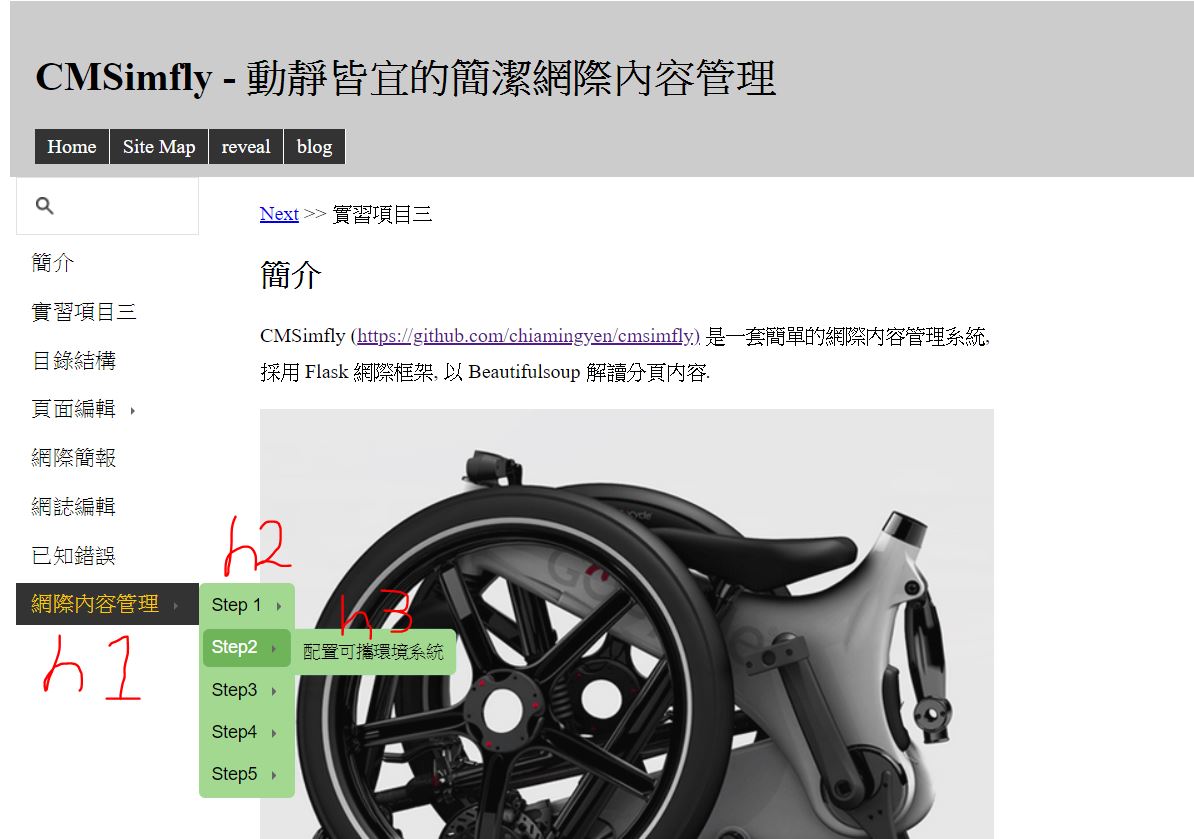 CMSimfly - 動靜皆宜的簡潔網際內容管理
Home Site Map reveal blog
Next >> 實習項目三
簡介
實習項目三
目錄結構
頁面編輯
網際簡報
網誌編輯
已知錯誤
網際內容管理
簡介
CMSimfly (https://github.com/chiamingyen/cmsimfly) 是一套簡單的網際內容管理系統,
採用 Flask 網際框架, 以 Beautifulsoup 解讀分頁內容.
h2
Step 1
h3
Step2
配置可攜環境系統
Step3
Step4
Step5
h1